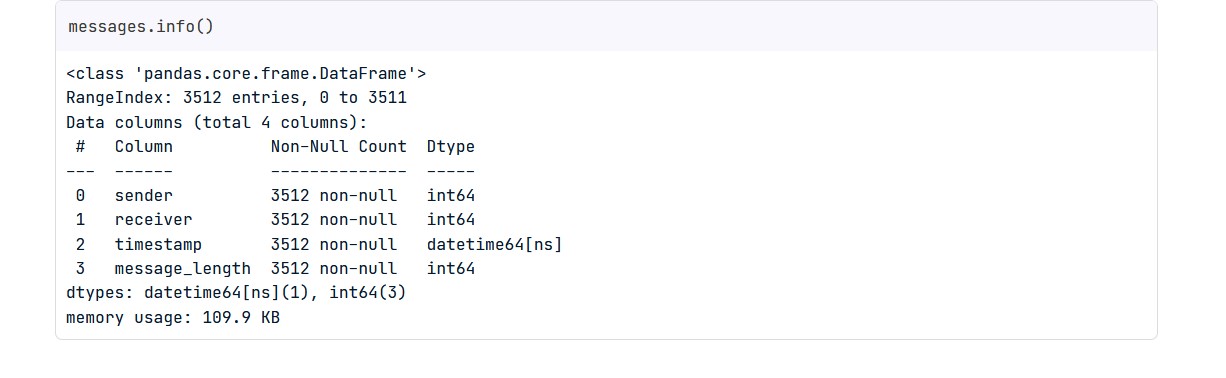 messages.info()
<class 'pandas.core.frame.DataFrame'>
RangeIndex: 3512 entries, 0 to 3511
Data columns (total 4 columns):
 #   Column          Non-Null Count  Dtype
---  ------          --------------  -----
 0   sender          3512 non-null   int64
 1   receiver        3512 non-null   int64
 2   timestamp       3512 non-null   datetime64[ns]
 3   message_length  3512 non-null   int64
dtypes: datetime64[ns](1), int64(3)
memory usage: 109.9 KB